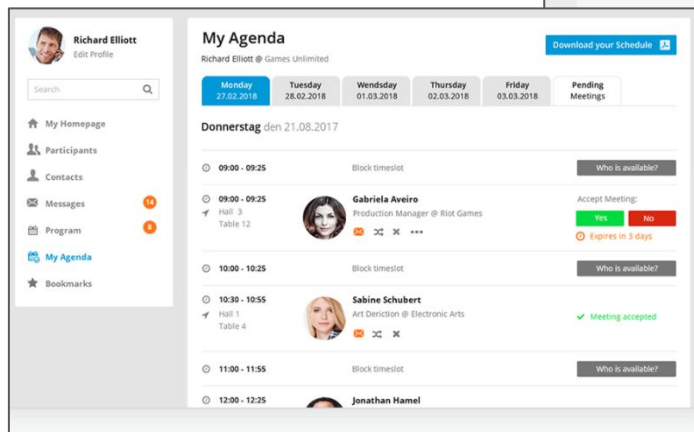 Richard Elliott
Edit Profile
Search
My Homepage
Participants
Contacts
Messages 14
Program 8
My Agenda
Bookmarks
My Agenda
Richard Elliott @ Games Unlimited
Download your Schedule
Monday
27.02.2018
Tuesday
28.02.2018
Wendsday
01.03.2018
Thursday
02.03.2018
Friday
03.03.2018
Pending
Meetings
Donnerstag den 21.08.2017
09:00 - 09:25 Block timeslot Who is available?
09:00 - 09:25
Hall 3
Table 12
Gabriela Aveiro
Production Manager @ Riot Games
Accept Meeting:
Yes No
Expires in 3 days
10:00 - 10:25 Block timeslot Who is available?
10:30 - 10:55
Hall 1
Table 4
Sabine Schubert
Art Deriction @ Electronic Arts
Meeting accepted
11:00 - 11:55 Block timeslot Who is available?
12:00 - 12:25 Jonathan Hamel